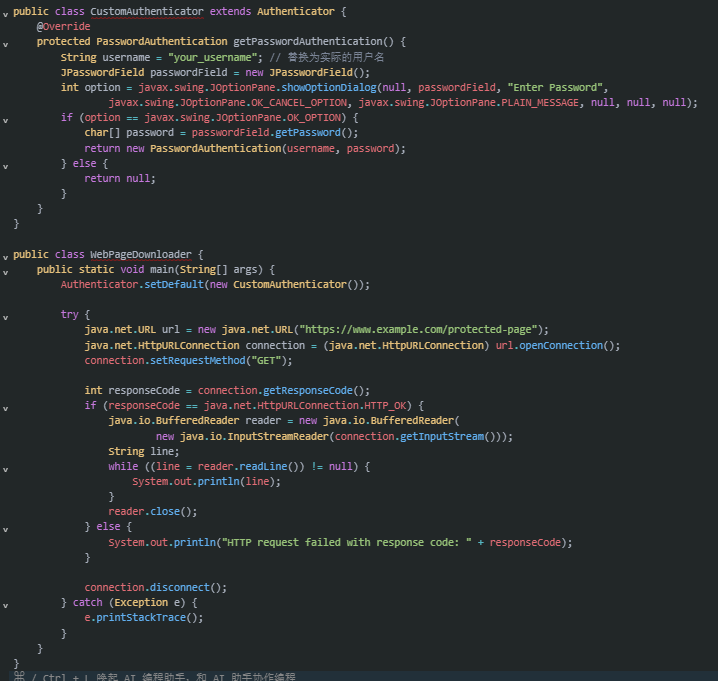 public class CustomAuthenticator extends Authenticator {
    @Override
    protected PasswordAuthentication getPasswordAuthentication() {
        String username = "your_username"; // 替换为实际的用户名
        JPasswordField passwordField = new JPasswordField();
        int option = javax.swing.JOptionPane.showOptionDialog(null, passwordField, "Enter Password",
                javax.swing.JOptionPane.OK_CANCEL_OPTION, javax.swing.JOptionPane.PLAIN_MESSAGE, null, null, null);
        if (option == javax.swing.JOptionPane.OK_OPTION) {
            char[] password = passwordField.getPassword();
            return new PasswordAuthentication(username, password);
        } else {
            return null;
        }
    }
}
public class WebPageDownloader {
    public static void main(String[] args) {
        Authenticator.setDefault(new CustomAuthenticator());
        try {
            java.net.URL url = new java.net.URL("https://www.example.com/protected-page");
            java.net.HttpURLConnection connection = (java.net.HttpURLConnection) url.openConnection();
            connection.setRequestMethod("GET");
            int responseCode = connection.getResponseCode();
            if (responseCode == java.net.HttpURLConnection.HTTP_OK) {
                java.io.BufferedReader reader = new java.io.BufferedReader(
                        new java.io.InputStreamReader(connection.getInputStream()));
                String line;
                while ((line = reader.readLine()) != null) {
                    System.out.println(line);
                }
                reader.close();
            } else {
                System.out.println("HTTP request failed with response code: " + responseCode);
            }
            connection.disconnect();
        } catch (Exception e) {
            e.printStackTrace();
        }
    }
}
⌘ / Ctrl + L 唤起 AI 编程助手、和 AI 助手协作编程